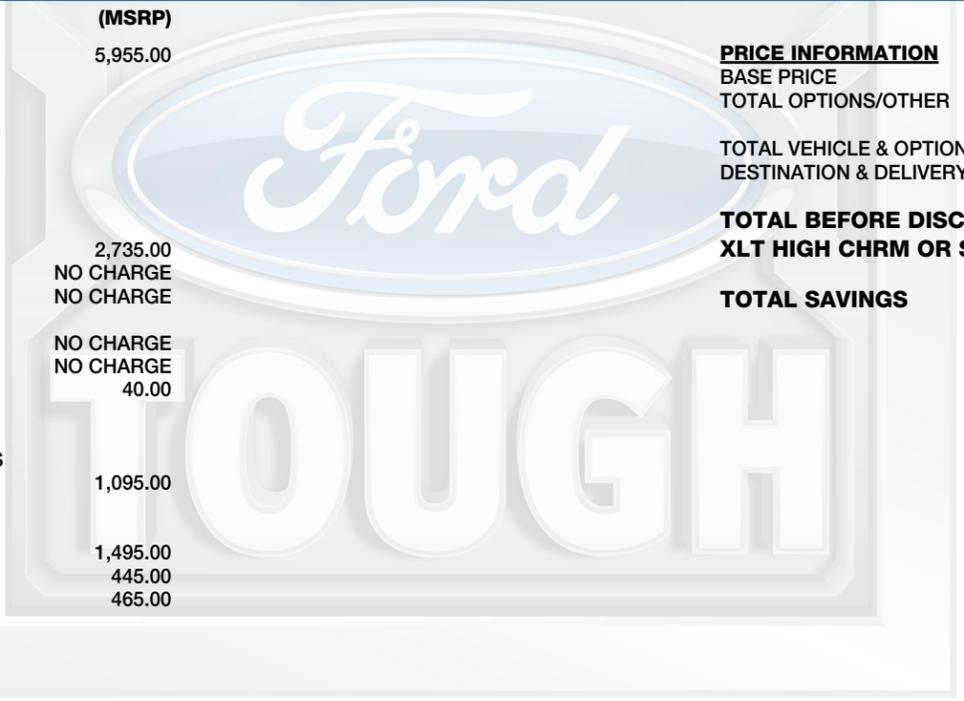 (MSRP)
5,955.00
2,735.00
NO CHARGE
NO CHARGE
NO CHARGE
NO CHARGE
40.00
S
1,095.00
1,495.00
445.00
465.00
PRICE INFORMATION
BASE PRICE
TOTAL OPTIONS/OTHER
TOTAL VEHICLE & OPTION
DESTINATION & DELIVERY
TOTAL BEFORE DISC
XLT HIGH CHRM OR S
TOTAL SAVINGS
Ford
TOUGH